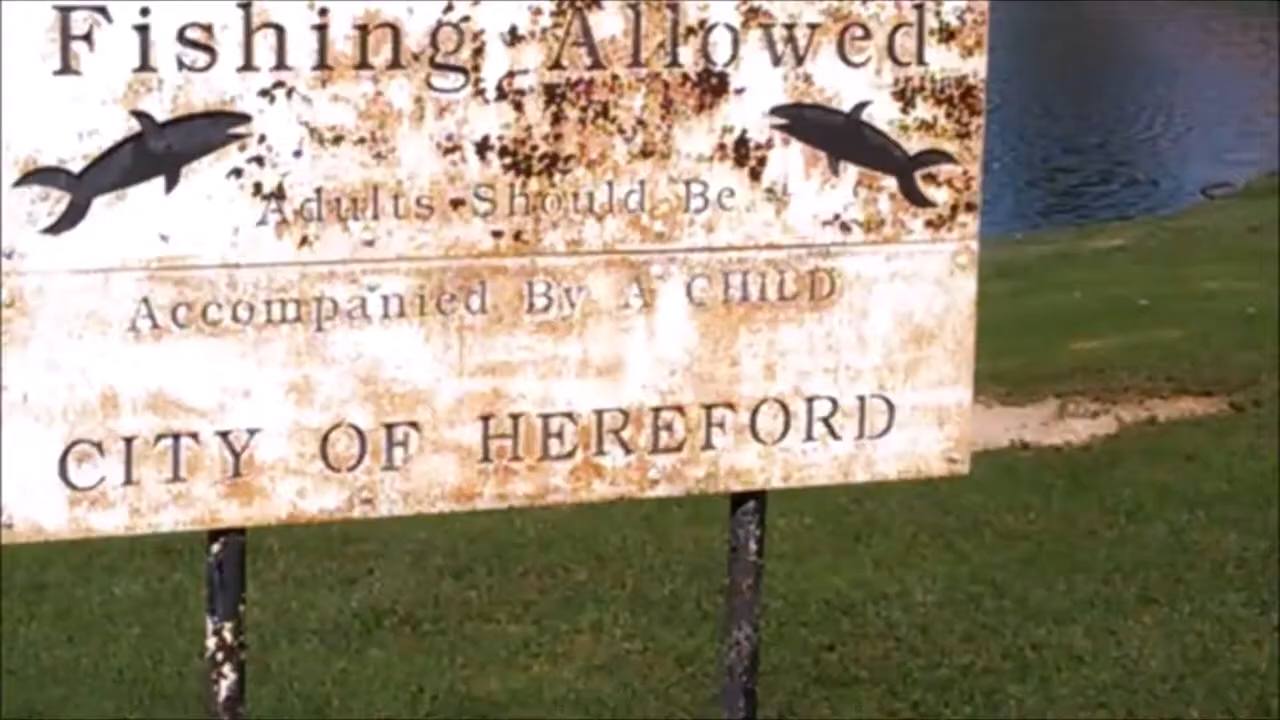 Fishing Allowed
Adults Should Be
Accompanied By A CHILD
CITY OF HEREFORD